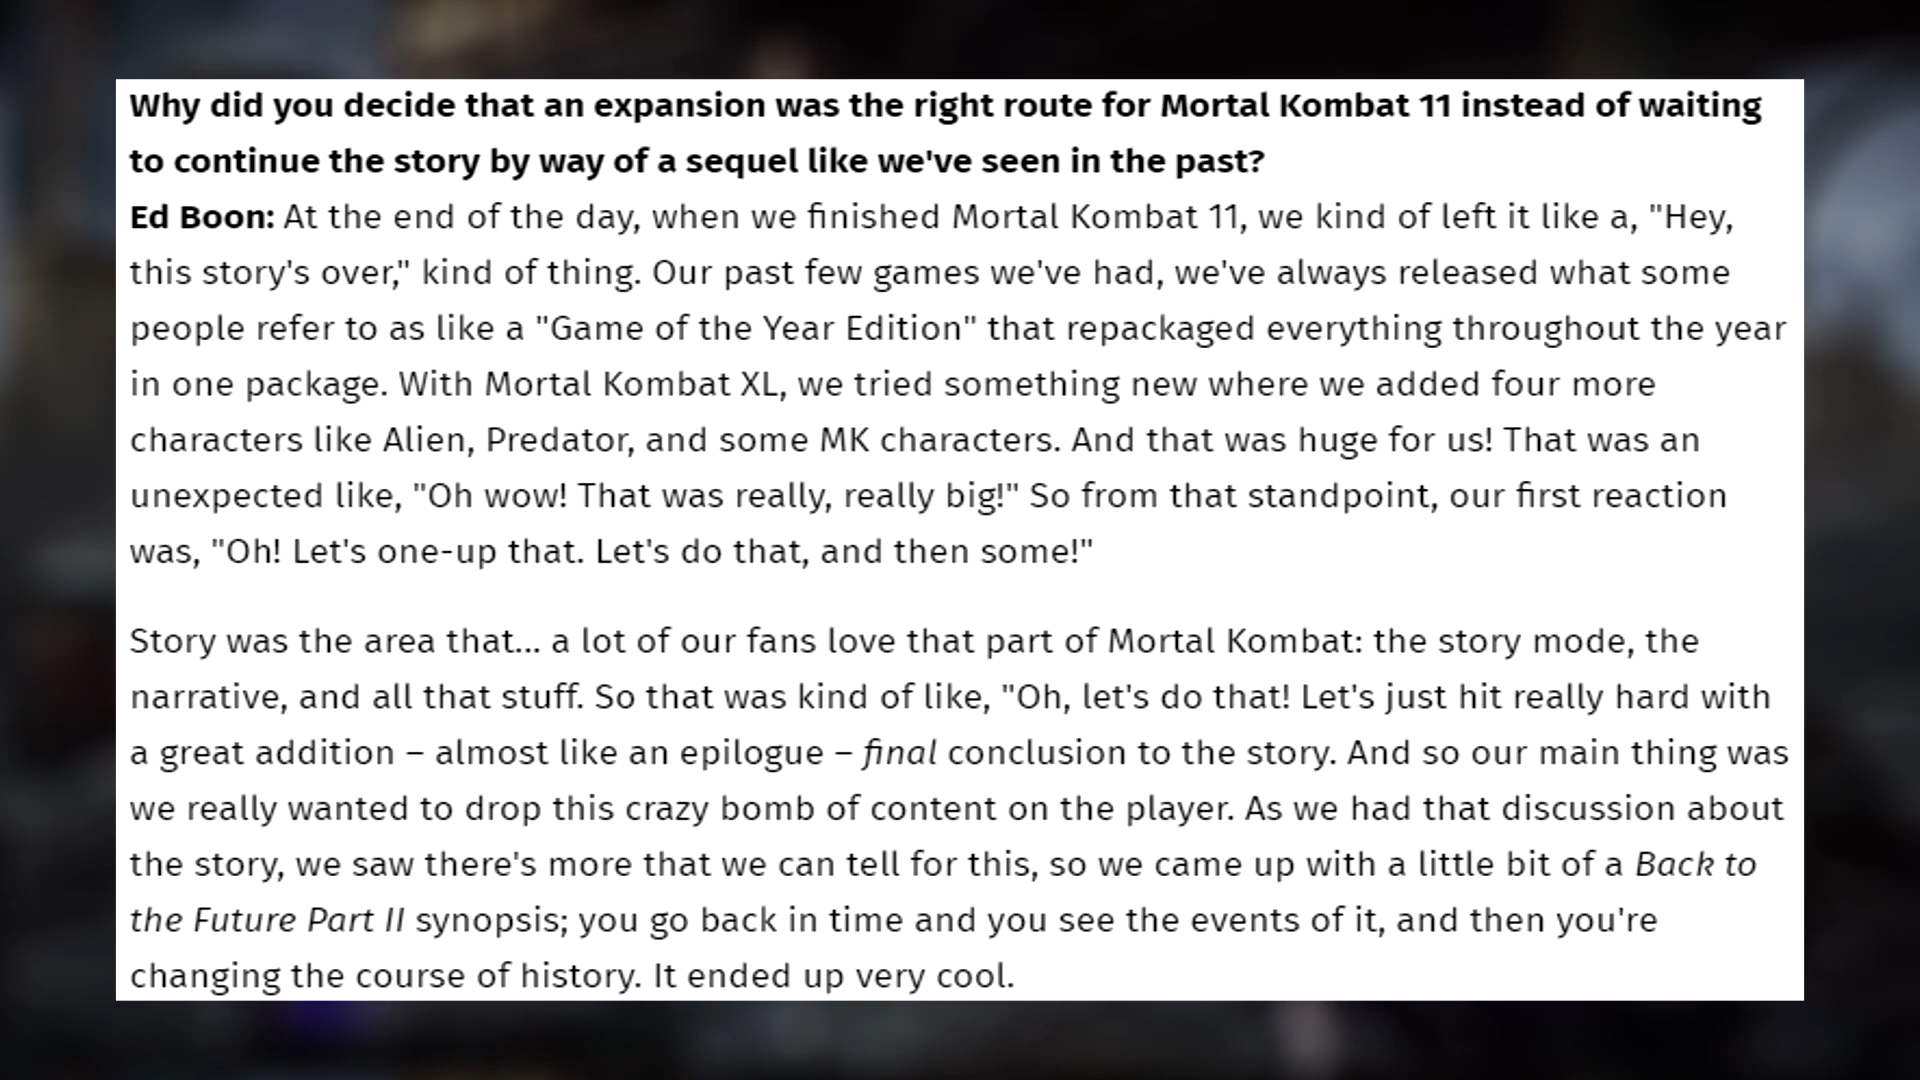 Why did you decide that an expansion was the right route for Mortal Kombat 11 instead of waiting
to continue the story by way of a sequel like we've seen in the past?
Ed Boon: At the end of the day, when we finished Mortal Kombat 11, we kind of left it like a, "Hey,
this story's over," kind of thing. Our past few games we've had, we've always released what some
people refer to as like a "Game of the Year Edition" that repackaged everything throughout the year
in one package. With Mortal Kombat XL, we tried something new where we added four more
characters like Alien, Predator, and some MK characters. And that was huge for us! That was an
unexpected like, "Oh wow! That was really, really big!" So from that standpoint, our first reaction
was, "Oh! Let's one-up that. Let's do that, and then some!"
Story was the area that... a lot of our fans love that part of Mortal Kombat: the story mode, the
narrative, and all that stuff. So that was kind of like, "Oh, let's do that! Let's just hit really hard with
a great addition – almost like an epilogue – final conclusion to the story. And so our main thing was
we really wanted to drop this crazy bomb of content on the player. As we had that discussion about
the story, we saw there's more that we can tell for this, so we came up with a little bit of a Back to
the Future Part II synopsis; you go back in time and you see the events of it, and then you're
changing the course of history. It ended up very cool.